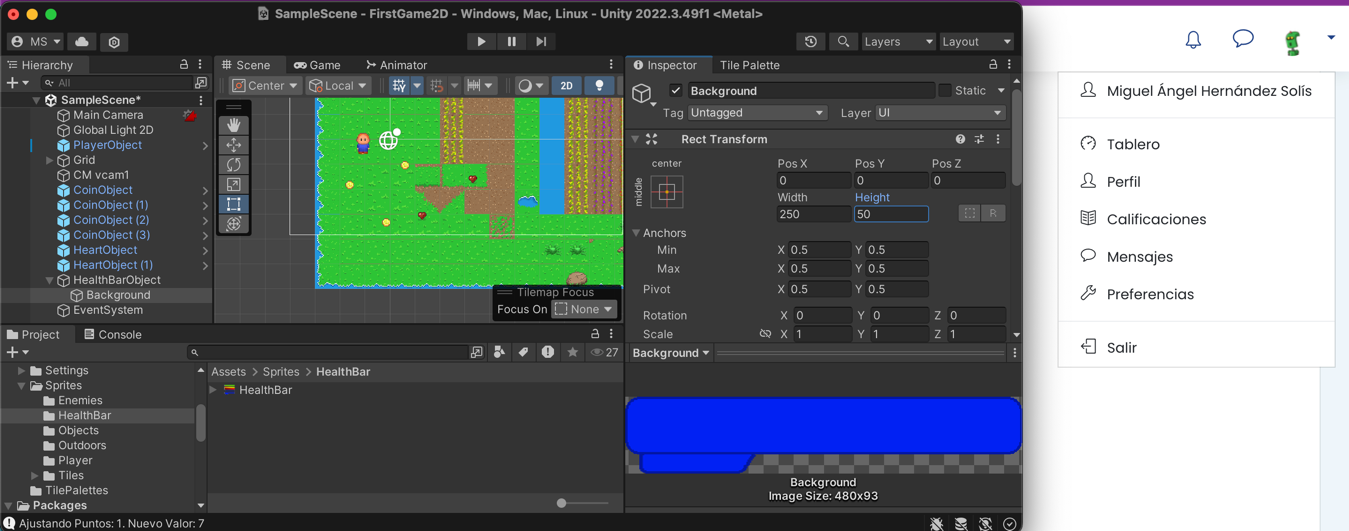 SampleScene - FirstGame2D - Windows, Mac, Linux - Unity 2022.3.49f1 <Metal>
MS
Layers
Layout
Hierarchy
All
SampleScene*
Main Camera
Global Light 2D
PlayerObject
Grid
CM vcam1
CoinObject
CoinObject (1)
CoinObject (2)
CoinObject (3)
HeartObject
HeartObject (1)
HealthBarObject
Background
EventSystem
Scene
Game
Animator
Center
Local
2D
Tilemap Focus
Focus On
None
Inspector
Tile Palette
Background
Static
Tag
Untagged
Layer
UI
Rect Transform
center
middle
Pos X
Pos Y
Pos Z
0
0
0
Width
Height
250
50
R
Anchors
Min
X 0.5
Y 0.5
Max
X 0.5
Y 0.5
Pivot
X 0.5
Y 0.5
Rotation
X 0
Y 0
Z 0
Scale
X 1
Y 1
Z 1
Background
Background
Image Size: 480x93
Project
Console
27
Settings
Sprites
Enemies
HealthBar
Objects
Outdoors
Player
Tiles
TilePalettes
Packages
Assets
Sprites
HealthBar
HealthBar
Ajustando Puntos: 1. Nuevo Valor: 7
Miguel Ángel Hernández Solís
Tablero
Perfil
Calificaciones
Mensajes
Preferencias
Salir